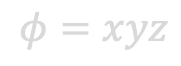 ϕ = xyz